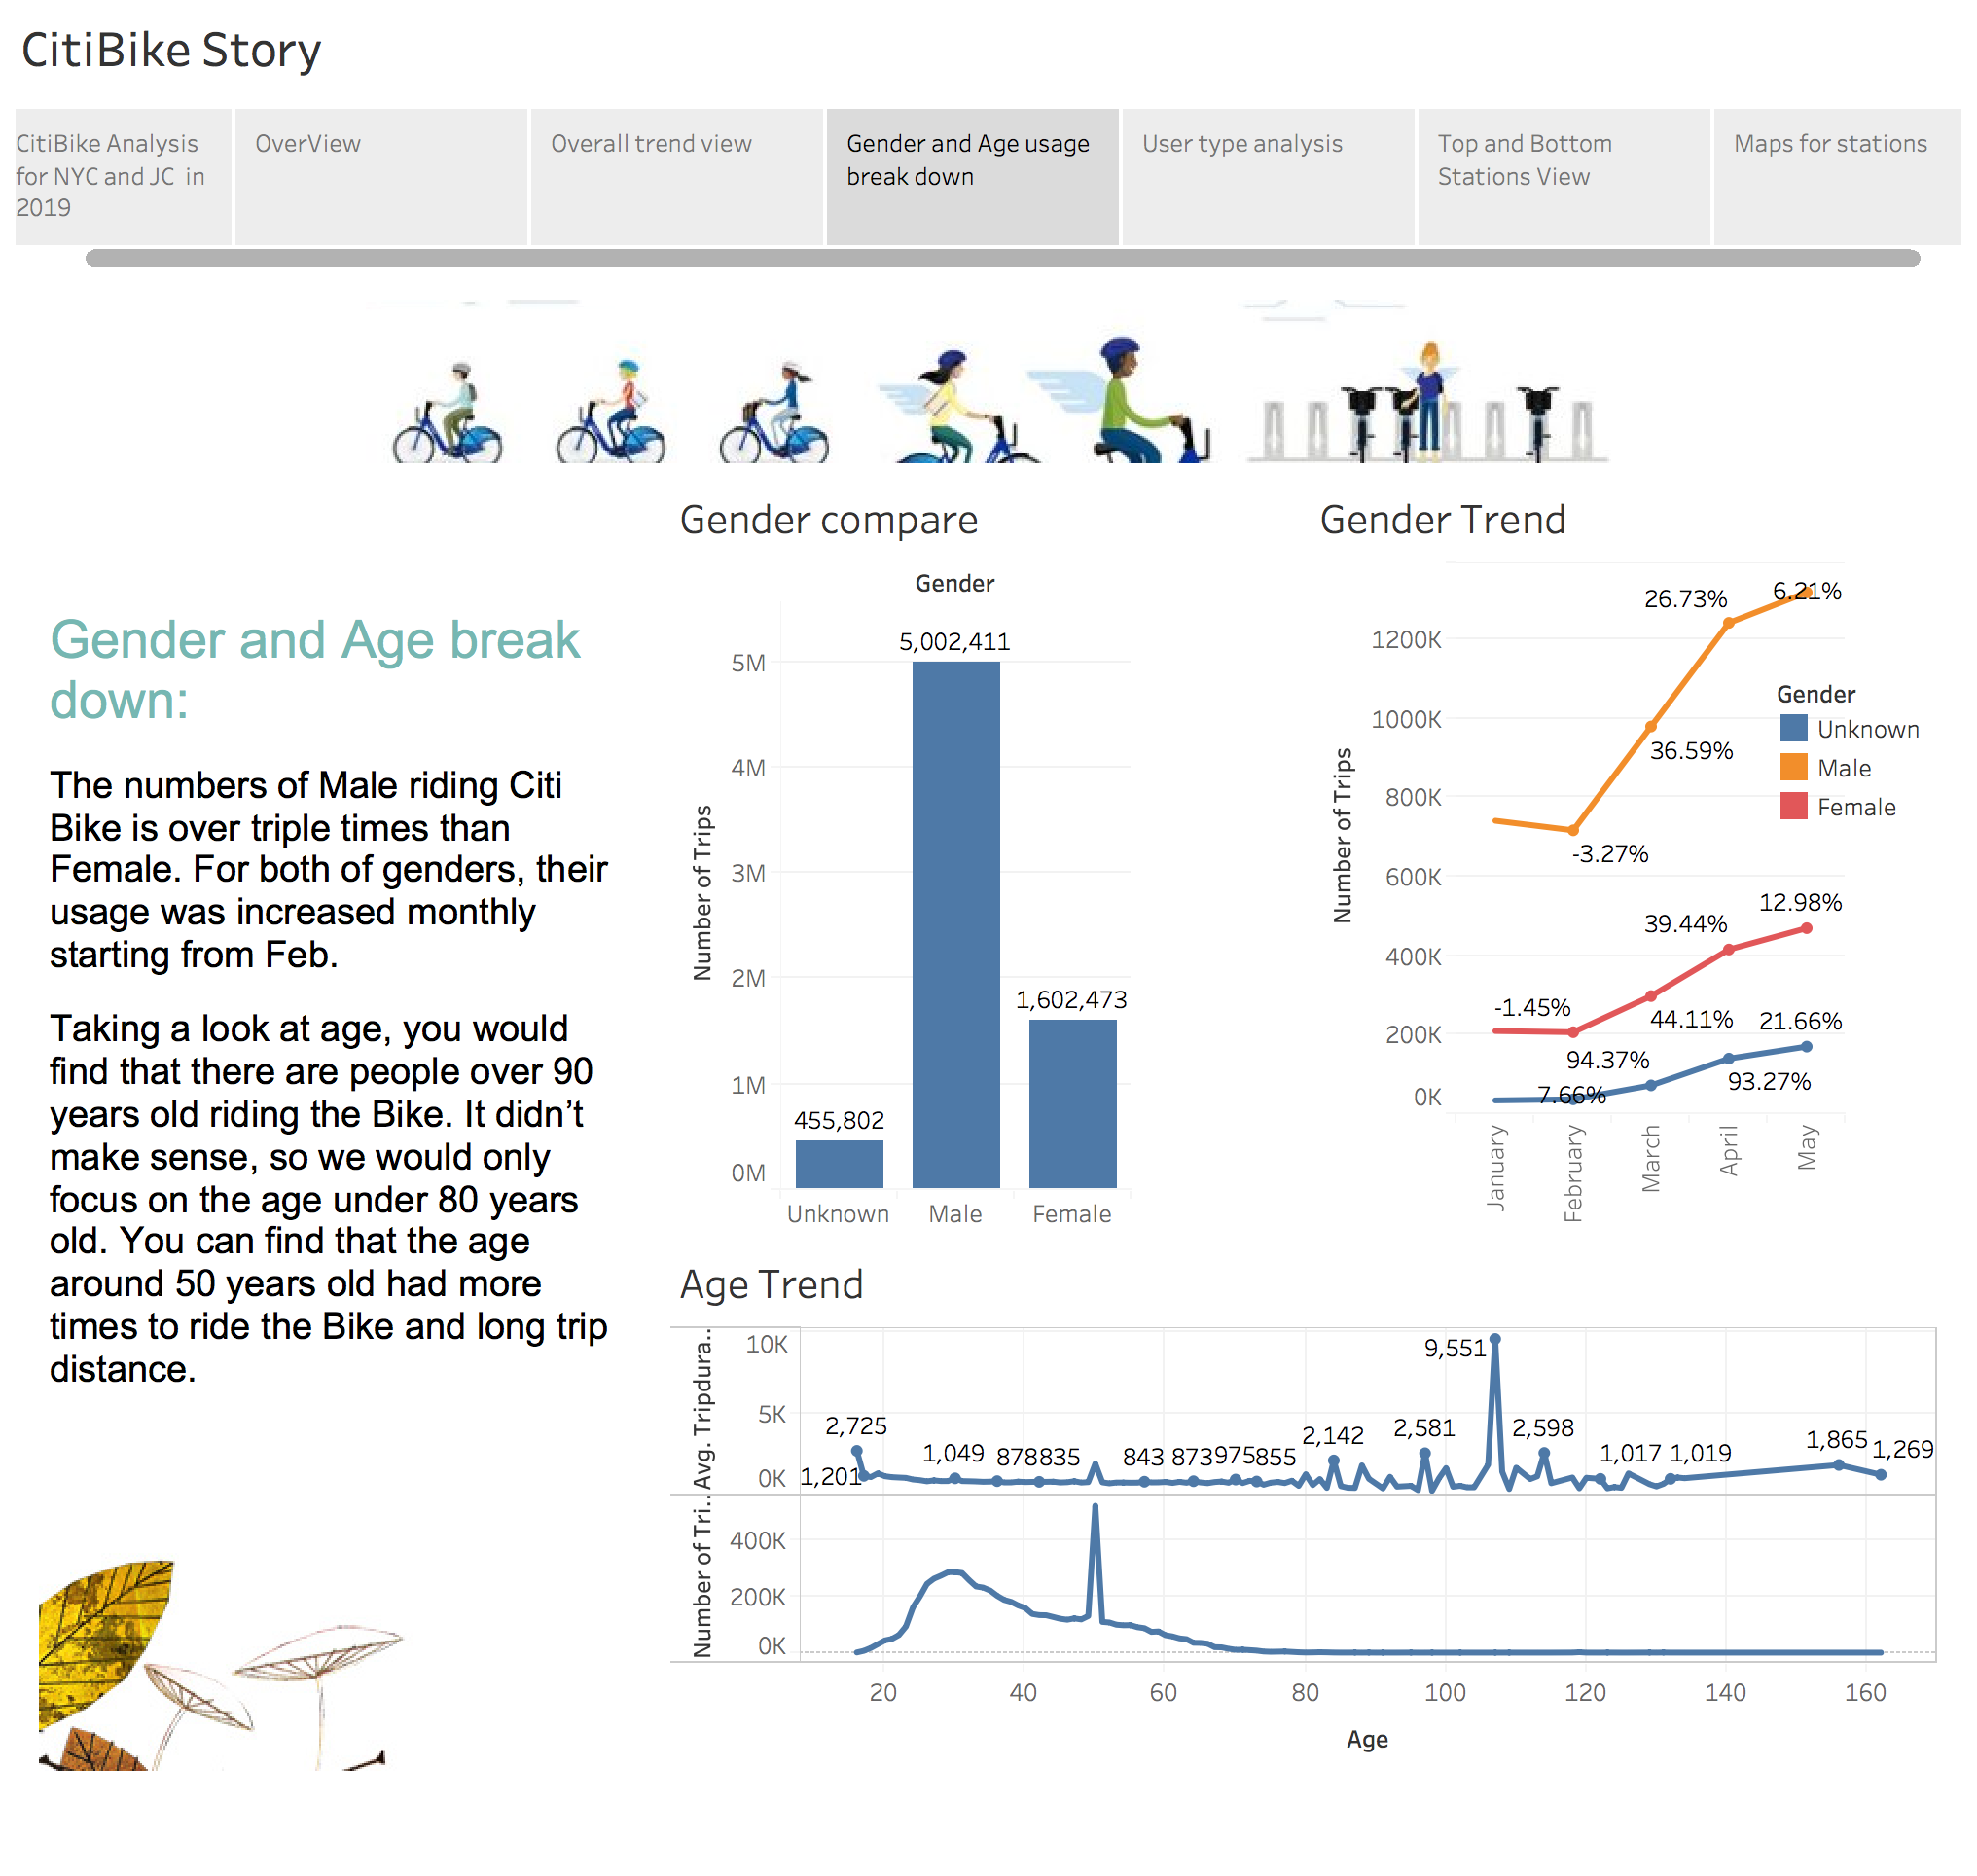 CitiBike Story
CitiBike Analysis
for NYC and JC in
2019
OverView
Overall trend view
Gender and Age usage
break down
User type analysis
Top and Bottom
Stations View
Maps for stations
Gender and Age break
down:
The numbers of Male riding Citi
Bike is over triple times than
Female. For both of genders, their
usage was increased monthly
starting from Feb.
Taking a look at age, you would
find that there are people over 90
years old riding the Bike. It didn’t
make sense, so we would only
focus on the age under 80 years
old. You can find that the age
around 50 years old had more
times to ride the Bike and long trip
distance.
Gender compare
Gender
Number of Trips
5M
4M
3M
2M
1M
0M
455,802
5,002,411
1,602,473
Unknown
Male
Female
Gender Trend
Number of Trips
1200K
1000K
800K
600K
400K
200K
0K
-3.27%
36.59%
26.73%
6.21%
-1.45%
44.11%
39.44%
12.98%
7.66%
94.37%
93.27%
21.66%
January
February
March
April
May
Gender
Unknown
Male
Female
Age Trend
Avg. Tripdura..
10K
5K
0K
2,725
1,201
1,049
878
835
843
873
975
855
2,142
2,581
9,551
2,598
1,017
1,019
1,865
1,269
Number of Tri..
400K
200K
0K
20
40
60
80
100
120
140
160
Age